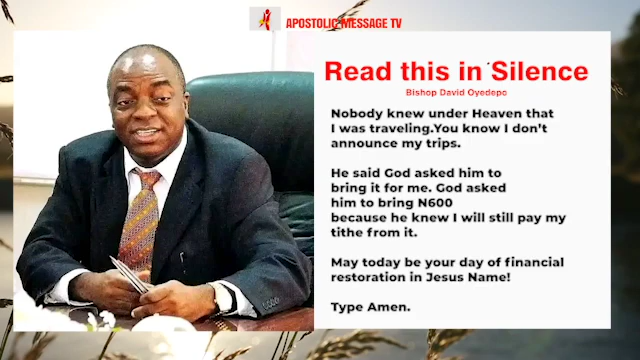 APOSTOLIC MESSAGE TV
Read this in Silence
Bishop David Oyedepo
Nobody knew under Heaven that
I was traveling.You know I don't
announce my trips.
He said God asked him to
bring it for me. God asked
him to bring N600
because he knew I will still pay my
tithe from it.
May today be your day of financial
restoration in Jesus Name!
Type Amen.